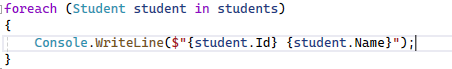 foreach (Student student in students)
{
    Console.WriteLine($"{student.Id} {student.Name}");
}